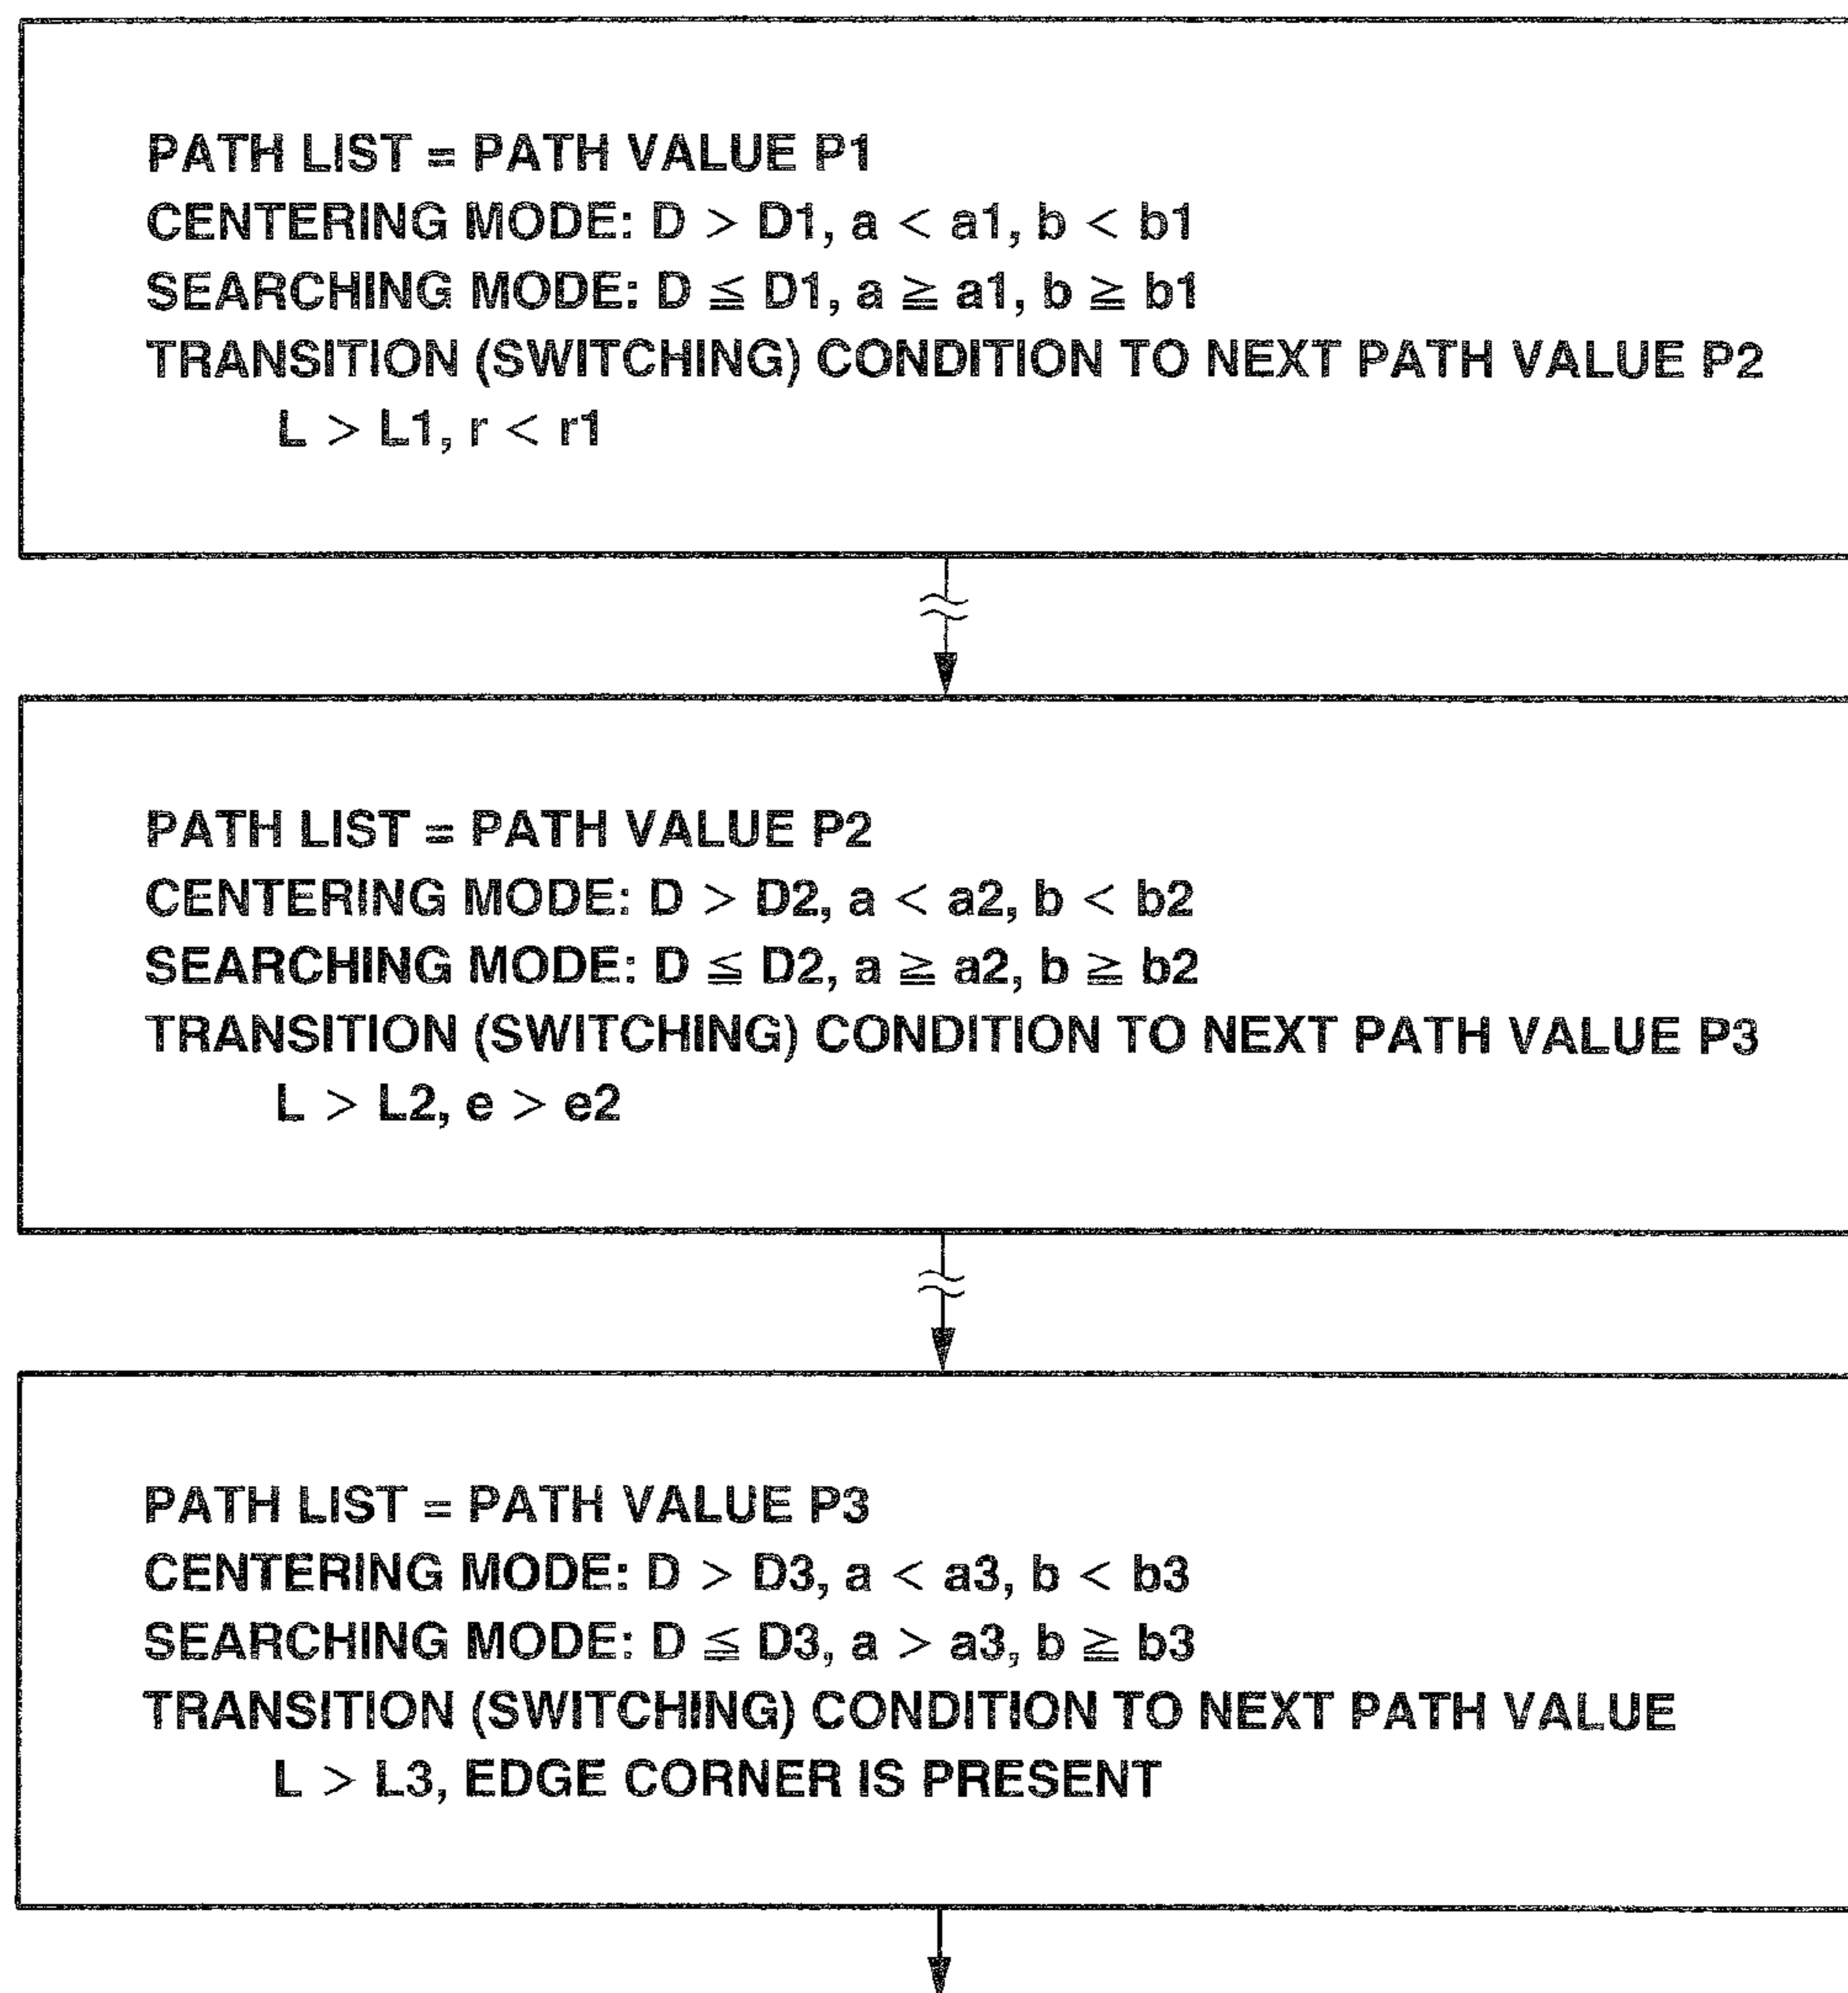 PATH LIST = PATH VALUE P1
CENTERING MODE: D > D1, a < a1, b < b1
SEARCHING MODE: D ≦ D1, a ≧ a1, b ≧ b1
TRANSITION (SWITCHING) CONDITION TO NEXT PATH VALUE P2
L > L1, r < r1
PATH LIST = PATH VALUE P2
CENTERING MODE: D > D2, a < a2, b < b2
SEARCHING MODE: D ≦ D2, a ≧ a2, b ≧ b2
TRANSITION (SWITCHING) CONDITION TO NEXT PATH VALUE P3
L > L2, e > e2
PATH LIST = PATH VALUE P3
CENTERING MODE: D > D3, a < a3, b < b3
SEARCHING MODE: D ≦ D3, a > a3, b ≧ b3
TRANSITION (SWITCHING) CONDITION TO NEXT PATH VALUE
L > L3, EDGE CORNER IS PRESENT